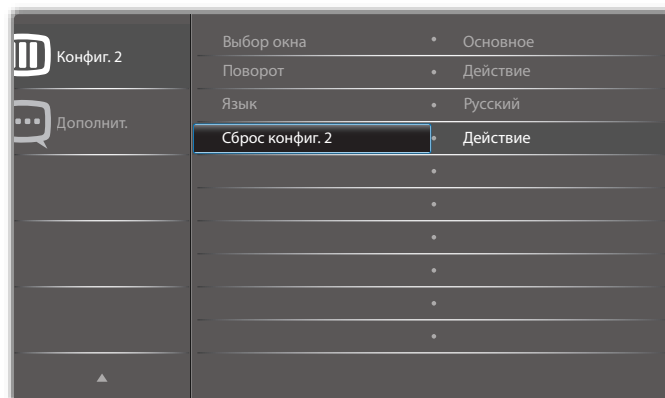 Конфиг. 2
Дополнит.
Выбор окна • Основное
Поворот • Действие
Язык • Русский
Сброс конфиг. 2 • Действие